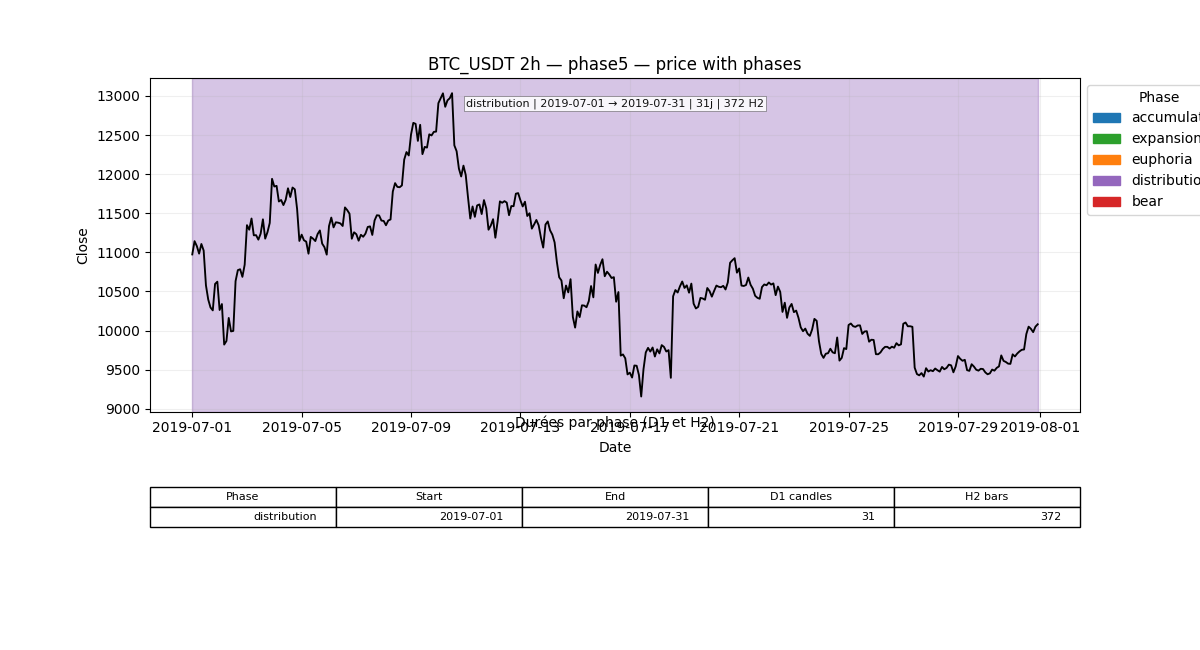 BTC_USDT 2h — phase5 — price with phases
13000
12500
12000
11500
11000
10500
10000
9500
9000
Close
distribution | 2019-07-01 → 2019-07-31 | 31j | 372 H2
Phase
accumulat
expansion
euphoria
distributio
bear
2019-07-01 2019-07-05 2019-07-09 2019-07-13 2019-07-17 2019-07-21 2019-07-25 2019-07-29 2019-08-01
Durées par phase (D1 et H2)
Date
Phase Start End D1 candles H2 bars
distribution 2019-07-01 2019-07-31 31 372